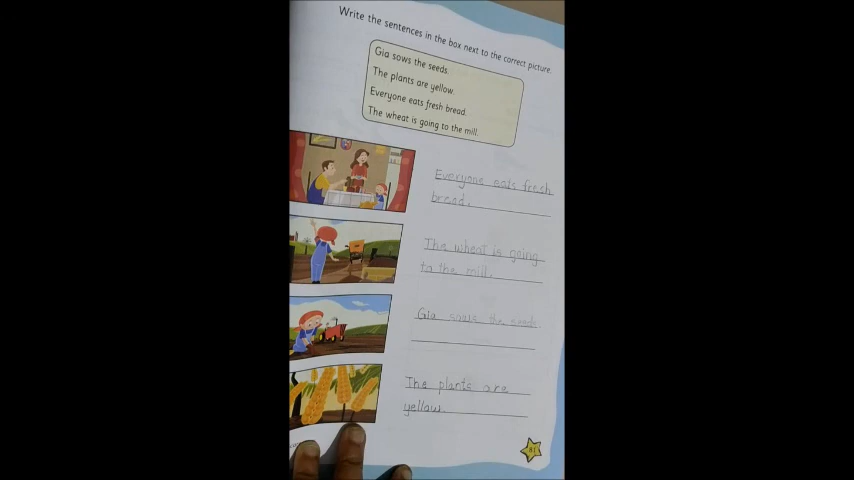 Write the sentences in the box next to the correct picture.
Gia sows the seeds.
The plants are yellow.
Everyone eats fresh bread.
The wheat is going to the mill.
Everyone eats fresh
bread.
The wheat is going
to the mill.
Gia sows the seeds.
The plants are
yellow.
81